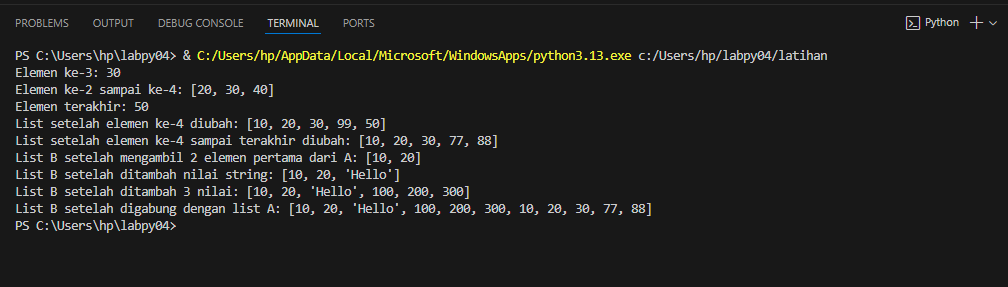 PROBLEMS OUTPUT DEBUG CONSOLE TERMINAL PORTS Python
PS C:\Users\hp\labpy04> & C:/Users/hp/AppData/Local/Microsoft/WindowsApps/python3.13.exe c:/Users/hp/labpy04/latihan
Elemen ke-3: 30
Elemen ke-2 sampai ke-4: [20, 30, 40]
Elemen terakhir: 50
List setelah elemen ke-4 diubah: [10, 20, 30, 99, 50]
List setelah elemen ke-4 sampai terakhir diubah: [10, 20, 30, 77, 88]
List B setelah mengambil 2 elemen pertama dari A: [10, 20]
List B setelah ditambah nilai string: [10, 20, 'Hello']
List B setelah ditambah 3 nilai: [10, 20, 'Hello', 100, 200, 300]
List B setelah digabung dengan list A: [10, 20, 'Hello', 100, 200, 300, 10, 20, 30, 77, 88]
PS C:\Users\hp\labpy04>